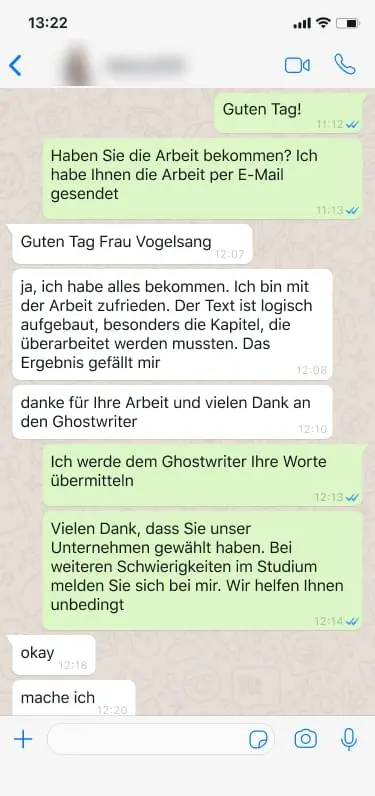 13:22
Guten Tag!
11:12
Haben Sie die Arbeit bekommen? Ich
habe Ihnen die Arbeit per E-Mail
gesendet
11:13
Guten Tag Frau Vogelsang
12:07
ja, ich habe alles bekommen. Ich bin mit
der Arbeit zufrieden. Der Text ist logisch
aufgebaut, besonders die Kapitel, die
überarbeitet werden mussten. Das
Ergebnis gefällt mir
12:08
danke für Ihre Arbeit und vielen Dank an
den Ghostwriter
12:10
Ich werde dem Ghostwriter Ihre Worte
übermitteln
12:13
Vielen Dank, dass Sie unser
Unternehmen gewählt haben. Bei
weiteren Schwierigkeiten im Studium
melden Sie sich bei mir. Wir helfen Ihnen
unbedingt
12:14
okay
12:18
mache ich
12:20